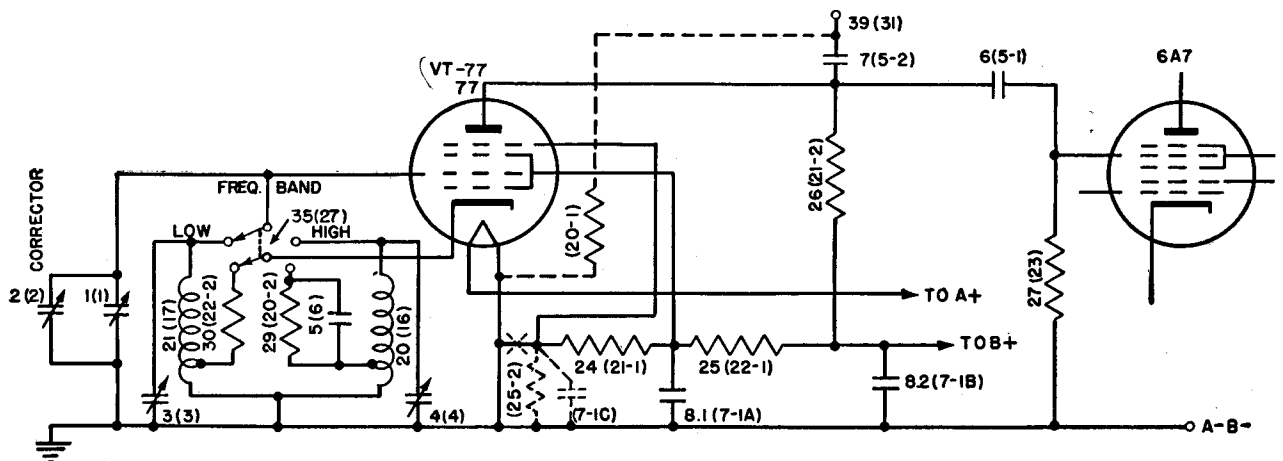 39 (31)
7(5-2)
6(5-1)
6A7
VT-77
77
FREQ. BAND
CORRECTOR
LOW
35(27)
HIGH
(20-1)
26(21-2)
2(2)
1(1)
21(17)
30(22-2)
29(20-2)
5(6)
20(16)
27(23)
TO A+
TO B+
24(21-1)
25(22-1)
8.2(7-1B)
(25-2)
(7-1C)
8.1(7-1A)
3(3)
4(4)
A-B-